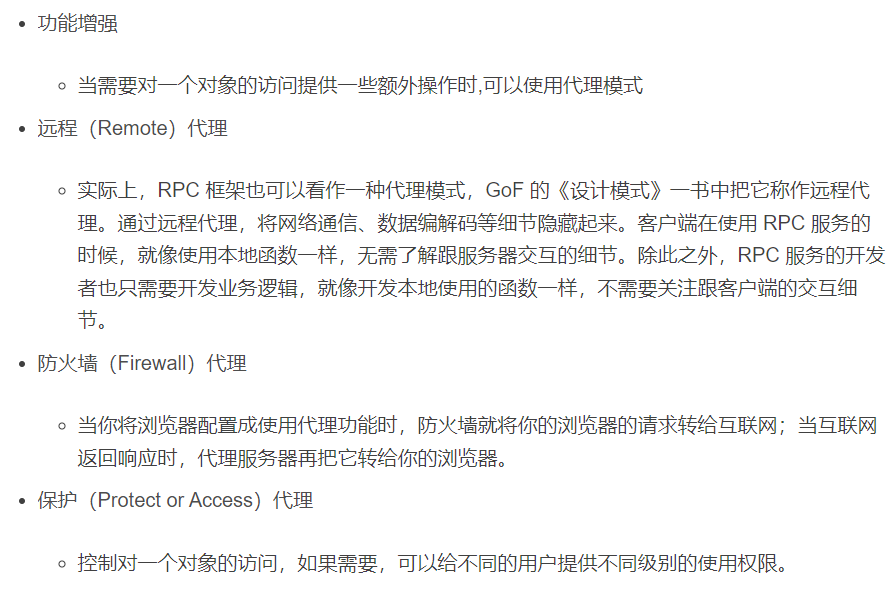 功能增强
当需要对一个对象的访问提供一些额外操作时,可以使用代理模式
远程（Remote）代理
实际上，RPC 框架也可以看作一种代理模式，GoF 的《设计模式》一书中把它称作远程代
理。通过远程代理，将网络通信、数据编解码等细节隐藏起来。客户端在使用 RPC 服务的
时候，就像使用本地函数一样，无需了解跟服务器交互的细节。除此之外，RPC 服务的开发
者也只需要开发业务逻辑，就像开发本地使用的函数一样，不需要关注跟客户端的交互细
节。
防火墙（Firewall）代理
当你将浏览器配置成使用代理功能时，防火墙就将你的浏览器的请求转给互联网；当互联网
返回响应时，代理服务器再把它转给你的浏览器。
保护（Protect or Access）代理
控制对一个对象的访问，如果需要，可以给不同的用户提供不同级别的使用权限。